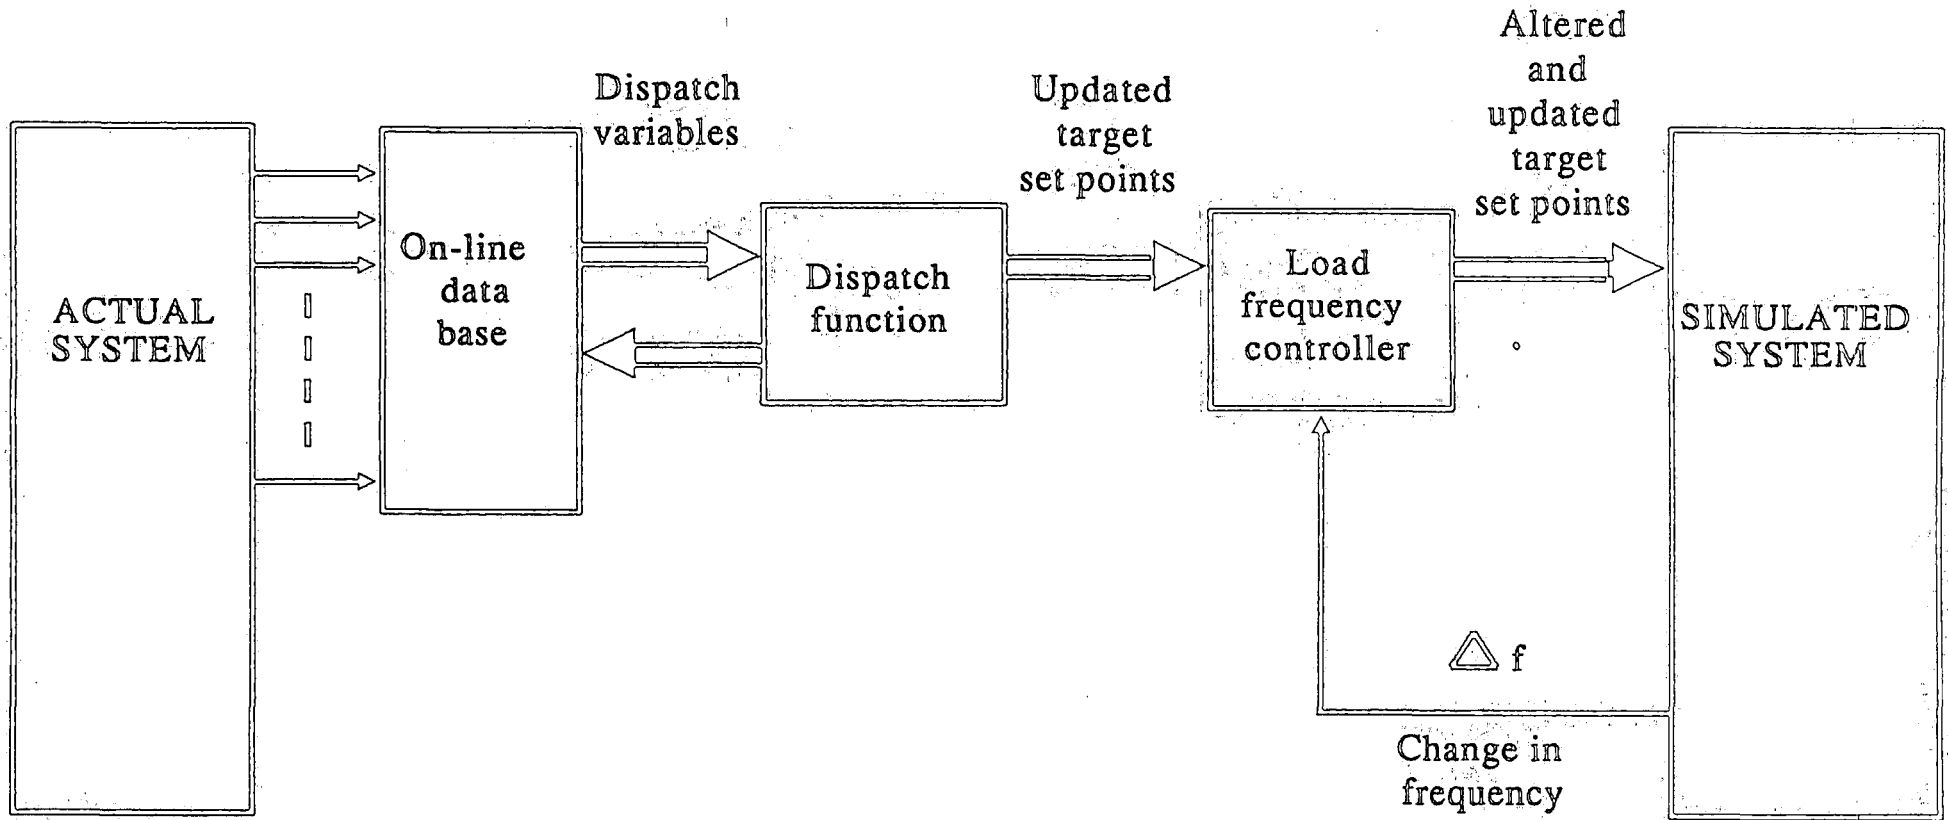 ACTUAL
SYSTEM
On-line
data
base
Dispatch
variables
Dispatch
function
Updated
target
set points
Load
frequency
controller
Altered
and
updated
target
set points
SIMULATED
SYSTEM
△ f
Change in
frequency